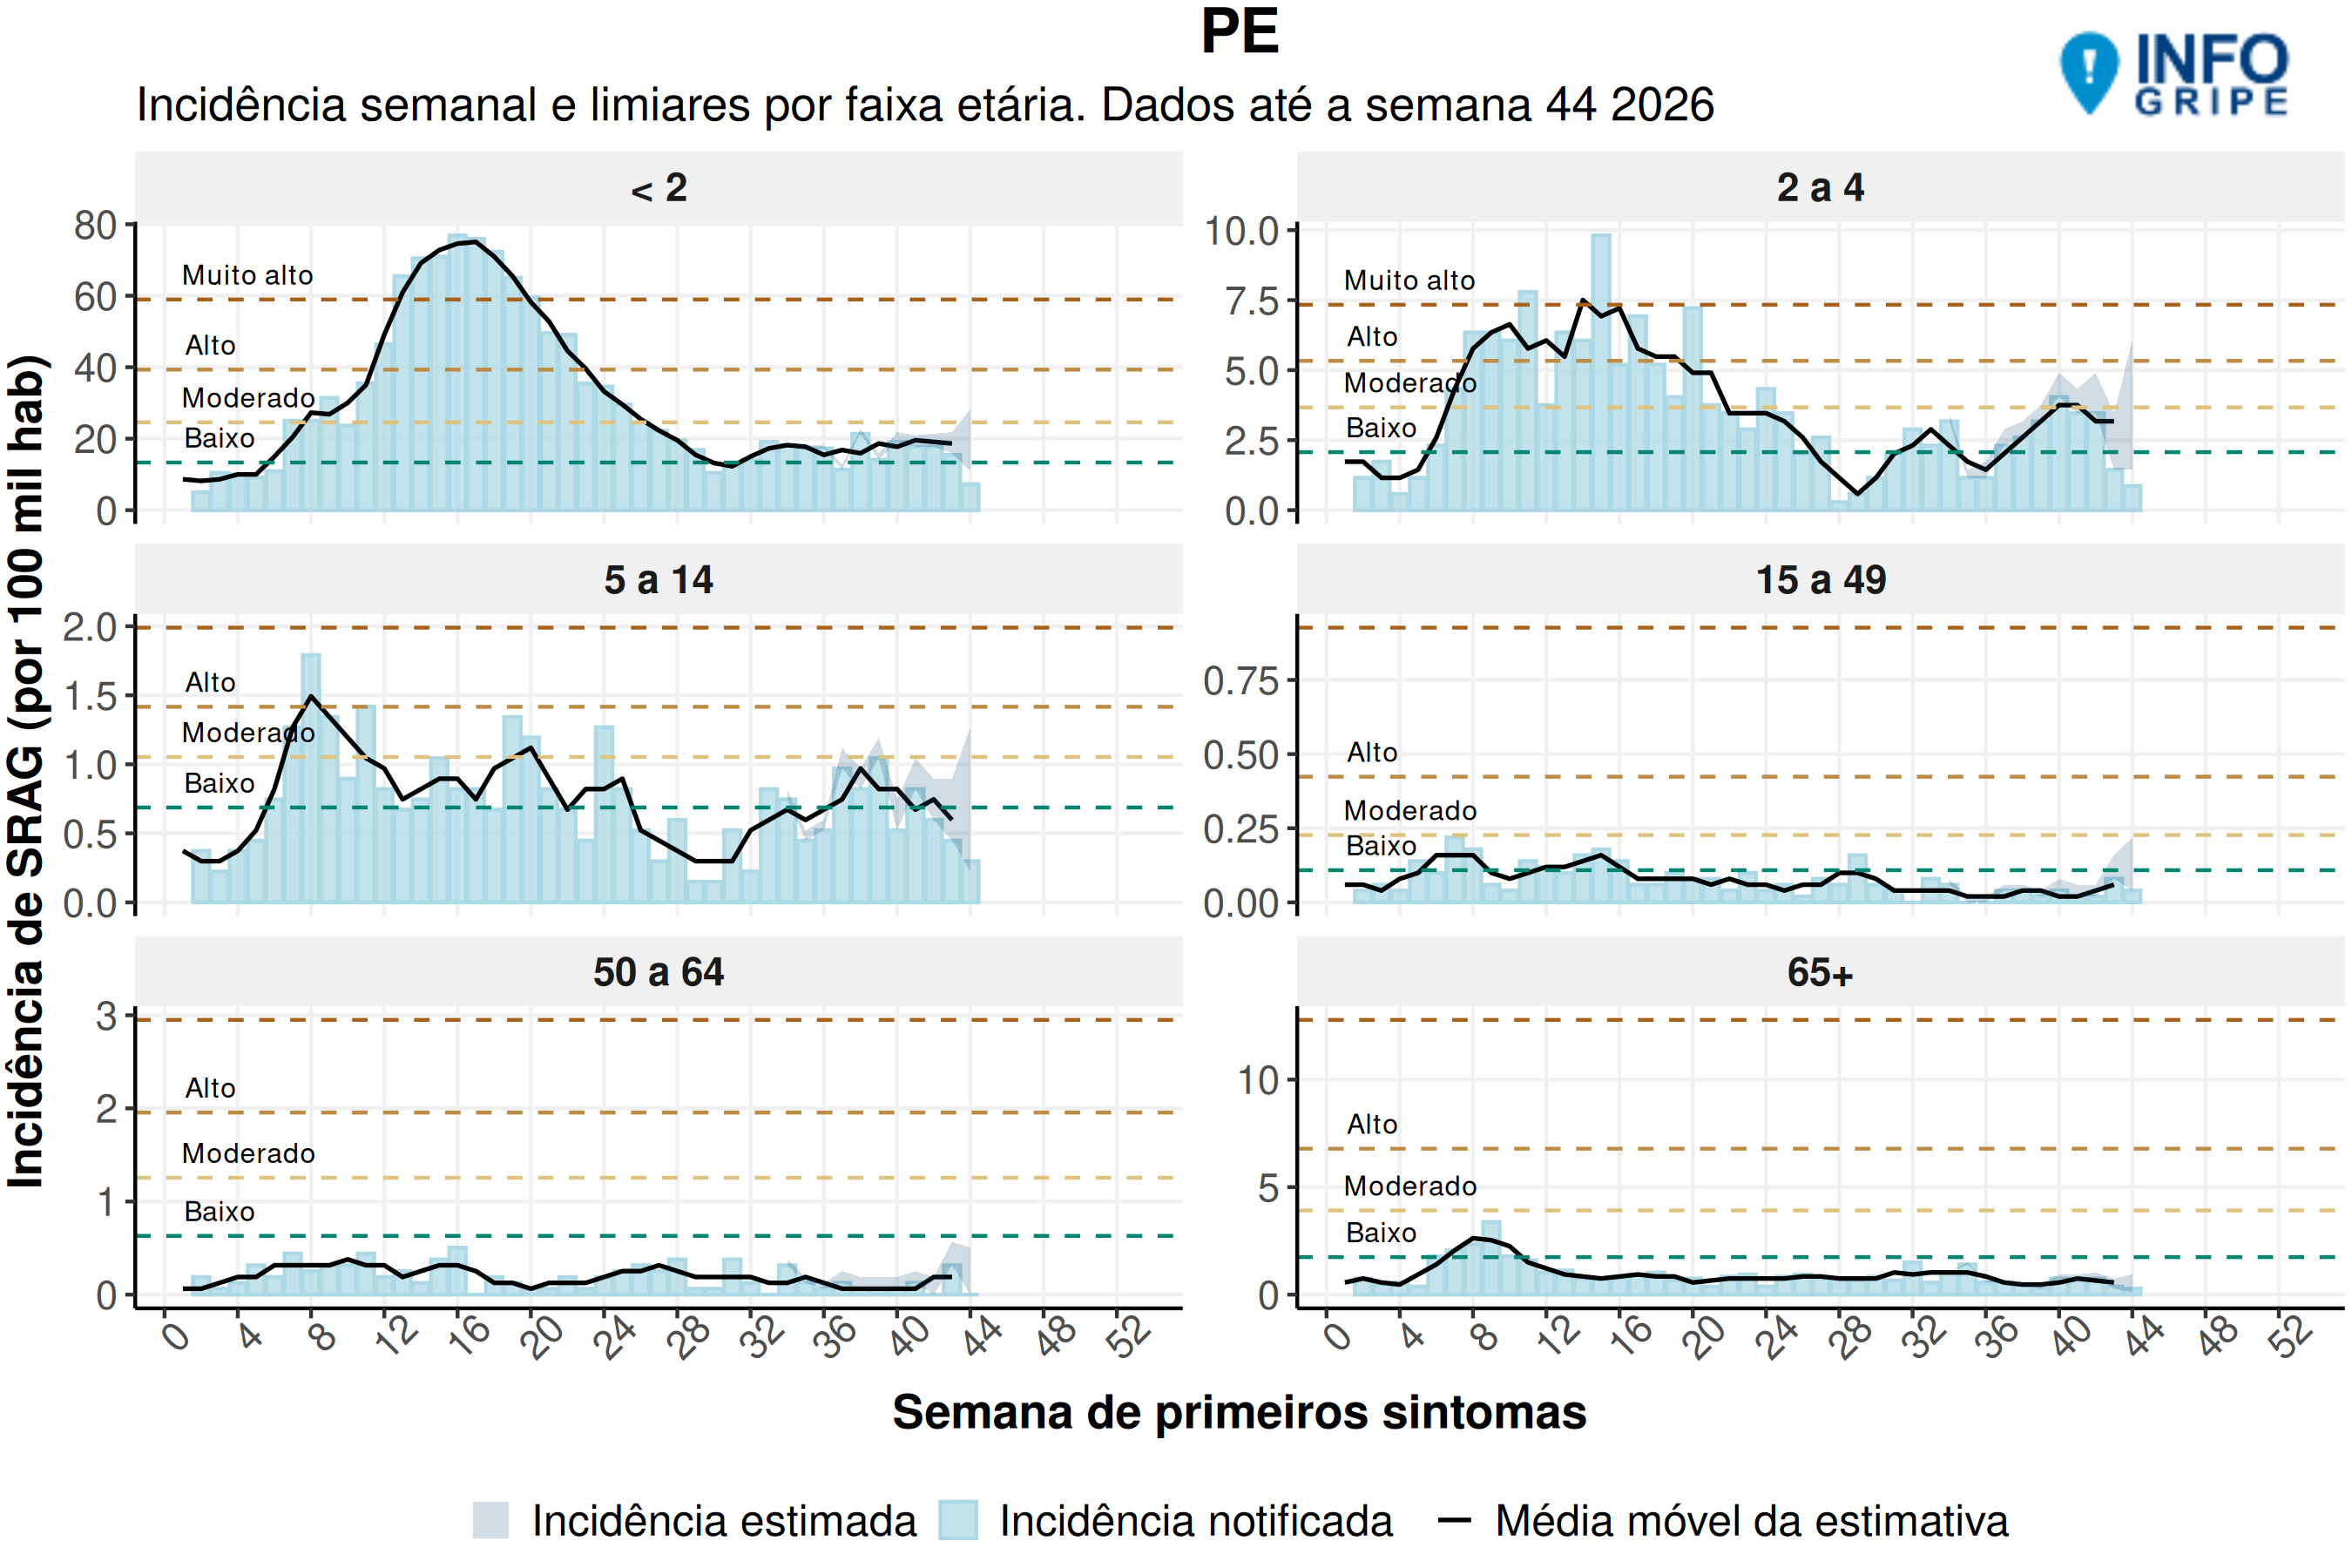 PE
INFO
GRIPE
Incidência semanal e limiares por faixa etária. Dados até a semana 44 2026
Incidência de SRAG (por 100 mil hab)
< 2
80
60
40
20
0
Muito alto
Alto
Moderado
Baixo
2 a 4
10.0
7.5
5.0
2.5
0.0
Muito alto
Alto
Moderado
Baixo
5 a 14
2.0
1.5
1.0
0.5
0.0
Alto
Moderado
Baixo
15 a 49
0.75
0.50
0.25
0.00
Alto
Moderado
Baixo
50 a 64
3
2
1
0
Alto
Moderado
Baixo
65+
10
5
0
Alto
Moderado
Baixo
0 4 8 12 16 20 24 28 32 36 40 44 48 52
0 4 8 12 16 20 24 28 32 36 40 44 48 52
Semana de primeiros sintomas
Incidência estimada Incidência notificada Média móvel da estimativa